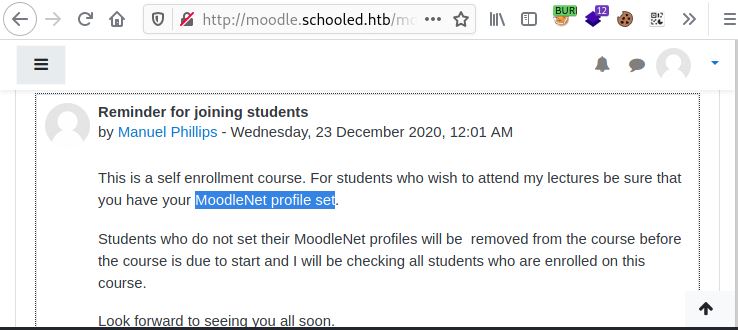 http://moodle.schooled.htb/mo
BUR
12
Reminder for joining students
by Manuel Phillips - Wednesday, 23 December 2020, 12:01 AM
This is a self enrollment course. For students who wish to attend my lectures be sure that
you have your MoodleNet profile set.
Students who do not set their MoodleNet profiles will be  removed from the course before
the course is due to start and I will be checking all students who are enrolled on this
course.
Look forward to seeing you all soon.